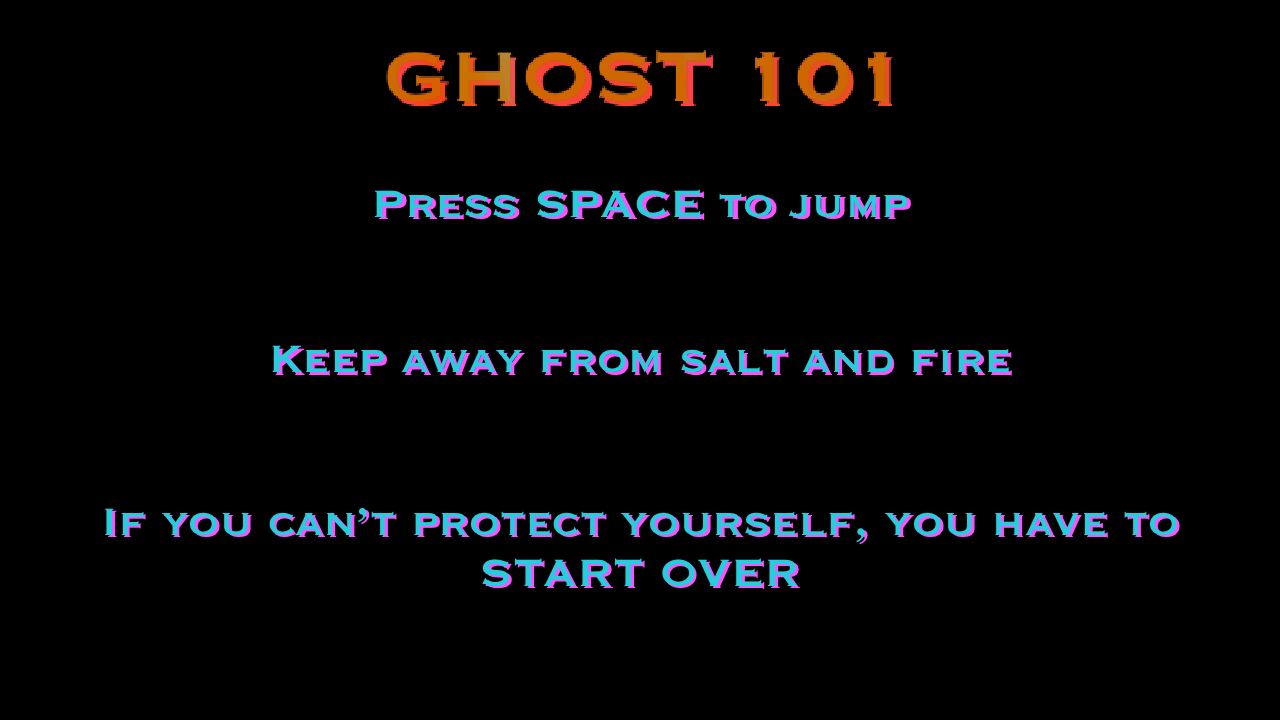 GHOST 101
Press SPACE to jump
Keep away from salt and fire
If you can’t protect yourself, you have to
START OVER